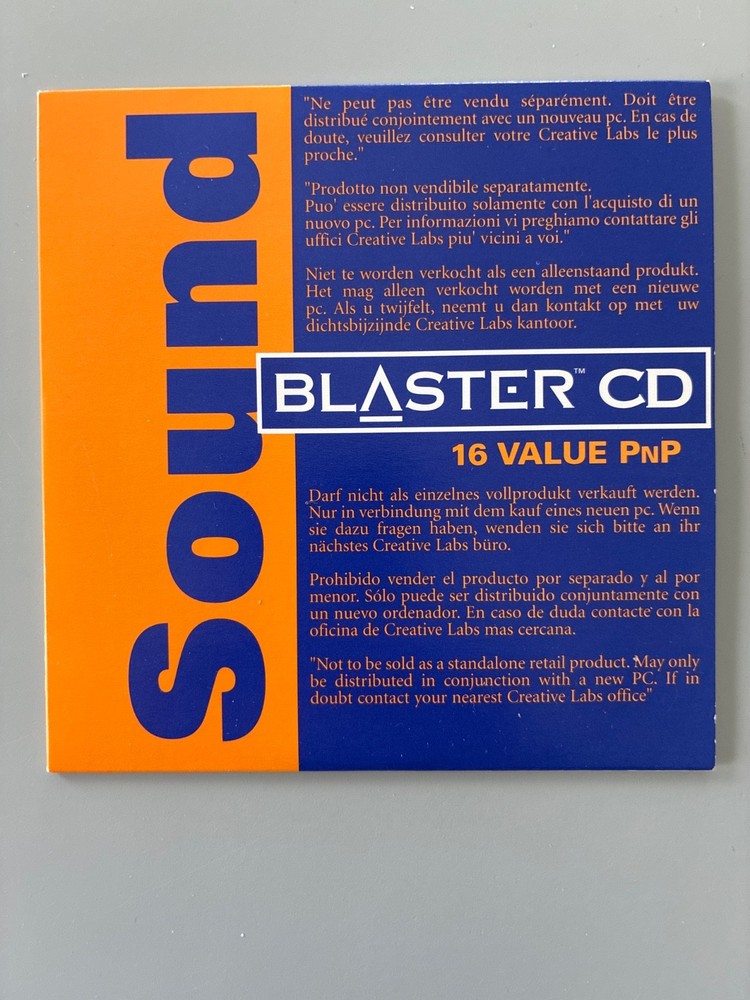 Sound
"Ne peut pas être vendu séparément. Doit être
distribué conjointement avec un nouveau pc. En cas de
doute, veuillez consulter votre Creative Labs le plus
proche."
"Prodotto non vendibile separatamente.
Puo' essere distribuito solamente con l'acquisto di un
nuovo pc. Per informazioni vi preghiamo contattare gli
uffici Creative Labs piu' vicini a voi."
Niet te worden verkocht als een alleenstaand produkt.
Het mag alleen verkocht worden met een nieuwe
pc. Als u twijfelt, neemt u dan kontakt op met uw
dichtsbijzijnde Creative Labs kantoor.
BLASTER™ CD
16 VALUE PNP
Darf nicht als einzelnes vollprodukt verkauft werden.
Nur in verbindung mit dem kauf eines neuen pc. Wenn
sie dazu fragen haben, wenden sie sich bitte an ihr
nächstes Creative Labs büro.
Prohibido vender el producto por separado y al por
menor. Sólo puede ser distribuido conjuntamente con
un nuevo ordenador. En caso de duda contacte con la
oficina de Creative Labs mas cercana.
"Not to be sold as a standalone retail product. May only
be distributed in conjunction with a new PC. If in
doubt contact your nearest Creative Labs office"